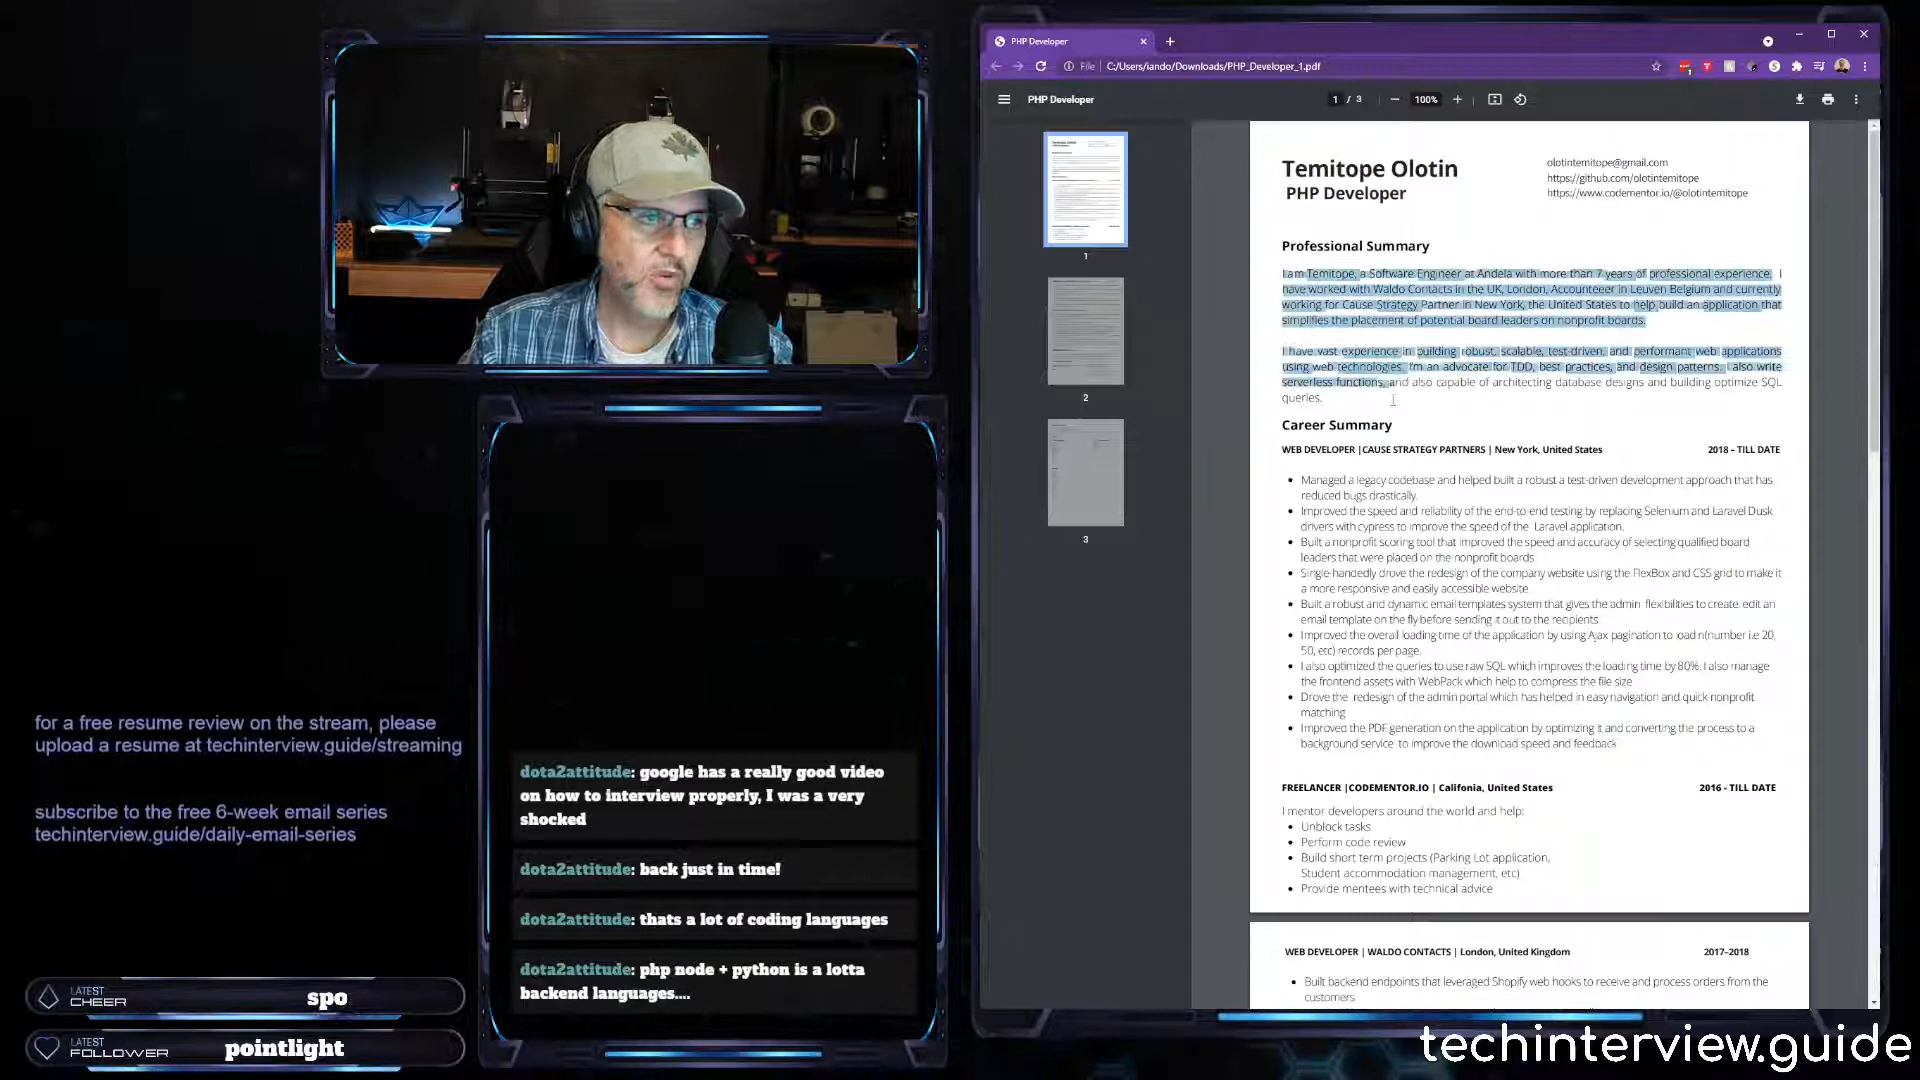 PHP Developer
File
C:/Users/iando/Downloads/PHP_Developer_1.pdf
PHP Developer
1 / 3
100%
1
2
3
Temitope Olotin
PHP Developer
olotintemitope@gmail.com
https://github.com/olotintemitope
https://www.codementor.io/@olotintemitope
Professional Summary
I am Temitope, a Software Engineer at Andela with more than 7 years of professional experience. I
have worked with Waldo Contacts in the UK, London, Accounteeer in Leuven Belgium and currently
working for Cause Strategy Partner in New York, the United States to help build an application that
simplifies the placement of potential board leaders on nonprofit boards.
I have vast experience in building robust, scalable, test-driven, and performant web applications
using web technologies. I'm an advocate for TDD, best practices, and design patterns. I also write
serverless functions, and also capable of architecting database designs and building optimize SQL
queries.
Career Summary
WEB DEVELOPER |CAUSE STRATEGY PARTNERS | New York, United States
2018 – TILL DATE
• Managed a legacy codebase and helped built a robust a test-driven development approach that has
reduced bugs drastically.
• Improved the speed and reliability of the end-to-end testing by replacing Selenium and Laravel Dusk
drivers with cypress to improve the speed of the Laravel application.
• Built a nonprofit scoring tool that improved the speed and accuracy of selecting qualified board
leaders that were placed on the nonprofit boards
• Single-handedly drove the redesign of the company website using the FlexBox and CSS grid to make it
a more responsive and easily accessible website.
• Built a robust and dynamic email templates system that gives the admin flexibilities to create, edit an
email template on the fly before sending it out to the recipients
• Improved the overall loading time of the application by using Ajax pagination to load n(number i.e 20,
50, etc) records per page.
• I also optimized the queries to use raw SQL which improves the loading time by 80%. I also manage
the frontend assets with WebPack which help to compress the file size
• Drove the redesign of the admin portal which has helped in easy navigation and quick nonprofit
matching
• Improved the PDF generation on the application by optimizing it and converting the process to a
background service to improve the download speed and feedback
FREELANCER |CODEMENTOR.IO | Califonia, United States
2016 - TILL DATE
I mentor developers around the world and help:
• Unblock tasks
• Perform code review
• Build short term projects (Parking Lot application,
Student accommodation management, etc)
• Provide mentees with technical advice
WEB DEVELOPER | WALDO CONTACTS | London, United Kingdom
2017–2018
• Built backend endpoints that leveraged Shopify web hooks to receive and process orders from the
customers
for a free resume review on the stream, please
upload a resume at techinterview.guide/streaming
subscribe to the free 6-week email series
techinterview.guide/daily-email-series
dota2attitude: google has a really good video
on how to interview properly, I was a very
shocked
dota2attitude: back just in time!
dota2attitude: thats a lot of coding languages
dota2attitude: php node + python is a lotta
backend languages....
LATEST
CHEER
spo
LATEST
FOLLOWER
pointlight
techinterview.guide